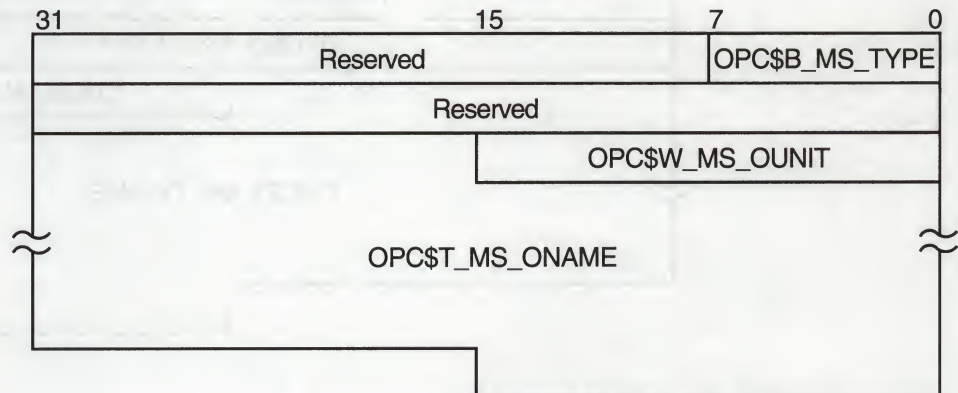 31 15 7 0
Reserved OPC$B_MS_TYPE
Reserved
OPC$W_MS_OUNIT
OPC$T_MS_ONAME